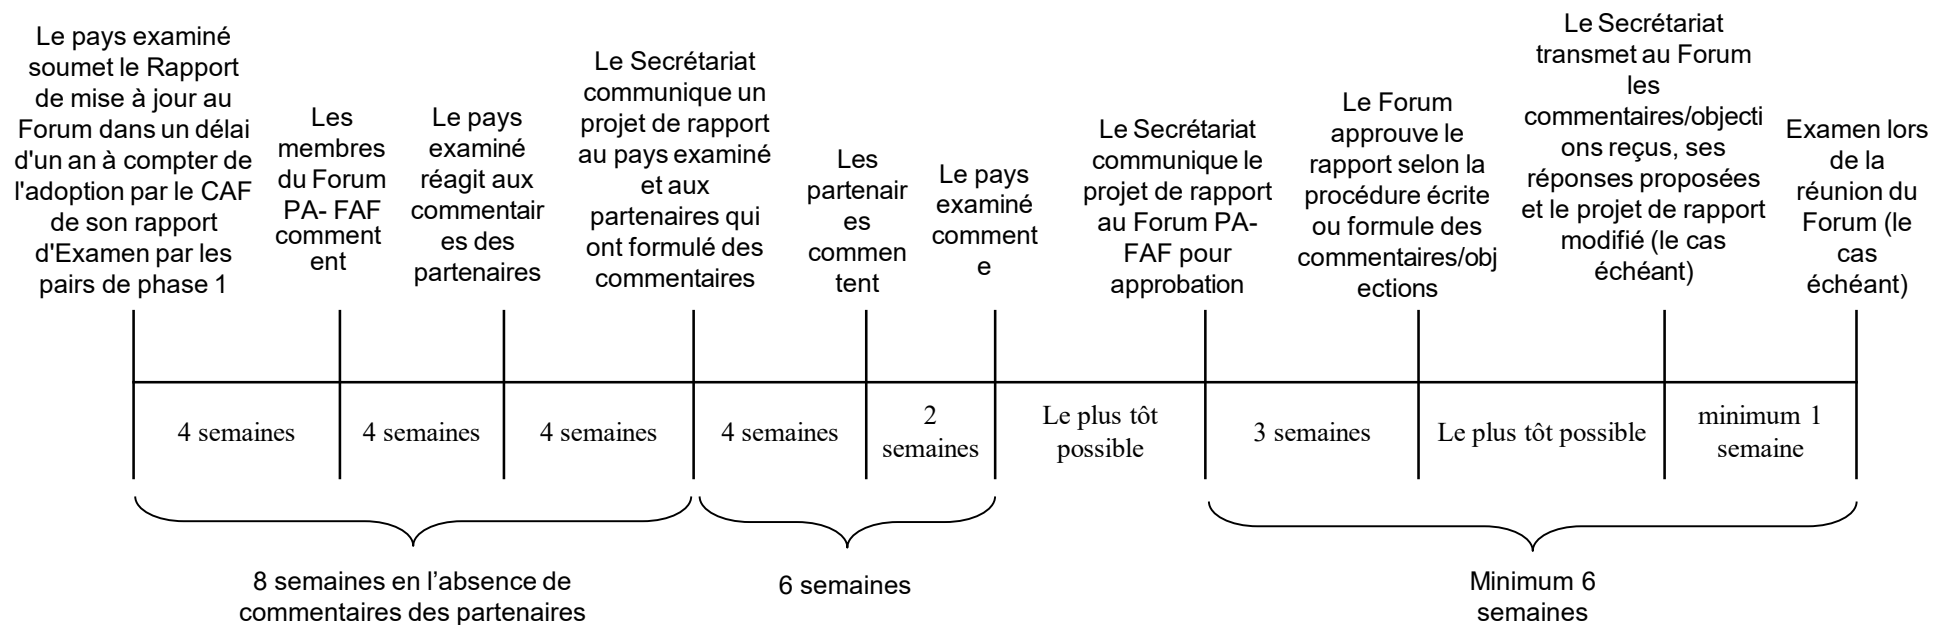 Le pays examiné
soumet le Rapport
de mise à jour au
Forum dans un délai
d'un an à compter de
l'adoption par le CAF
de son rapport
d'Examen par les
pairs de phase 1
Les
membres
du Forum
PA- FAF
comment
ent
Le pays
examiné
réagit aux
commentair
es des
partenaires
Le Secrétariat
communique un
projet de rapport
au pays examiné
et aux
partenaires qui
ont formulé des
commentaires
Les
partenair
es
commen
tent
Le pays
examiné
comment
e
Le Secrétariat
communique le
projet de rapport
au Forum PA-
FAF pour
approbation
Le Forum
approuve le
rapport selon la
procédure écrite
ou formule des
commentaires/obj
ections
Le Secrétariat
transmet au Forum
les
commentaires/objecti
ons reçus, ses
réponses proposées
et le projet de rapport
modifié (le cas
échéant)
Examen lors
de la
réunion du
Forum (le
cas
échéant)
4 semaines
4 semaines
4 semaines
4 semaines
2
semaines
Le plus tôt
possible
3 semaines
Le plus tôt possible
minimum 1
semaine
8 semaines en l’absence de
commentaires des partenaires
6 semaines
Minimum 6
semaines